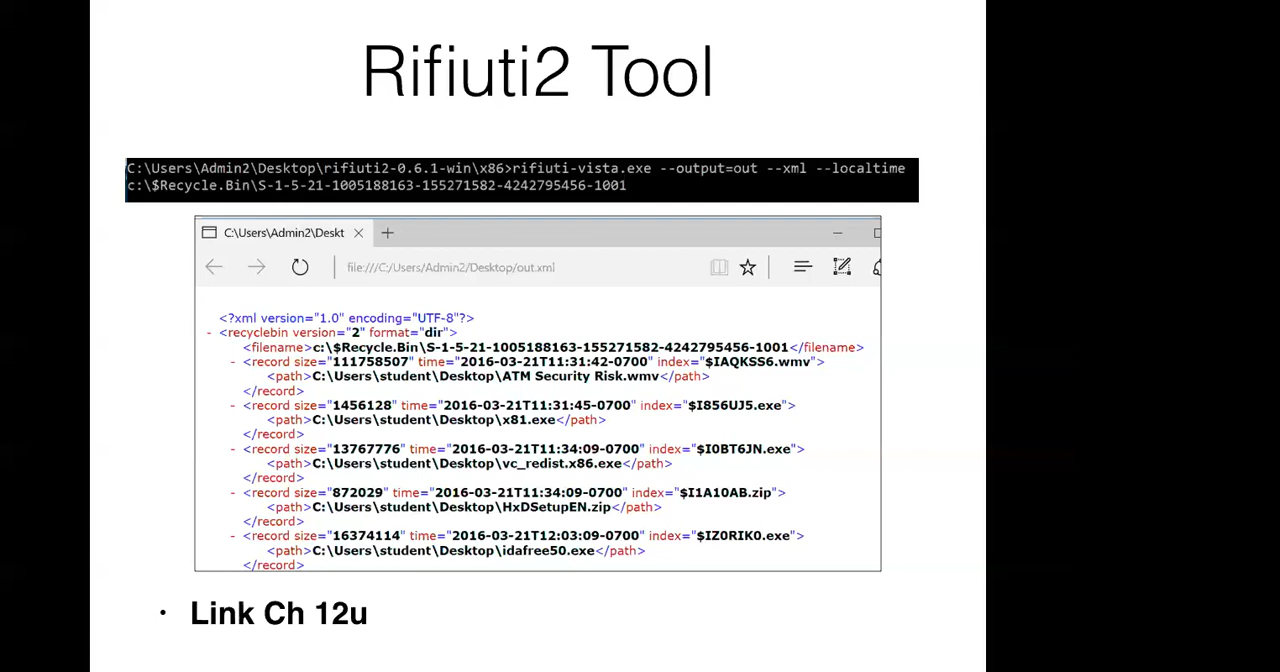 Rifiuti2 Tool
C:\Users\Admin2\Desktop\rifiuti2-0.6.1-win\x86>rifiuti-vista.exe --output=out --xml --localtime
c:\$Recycle.Bin\S-1-5-21-1005188163-155271582-4242795456-1001
C:\Users\Admin2\Deskt
file:///C:/Users/Admin2/Desktop/out.xml
<?xml version="1.0" encoding="UTF-8"?>
- <recyclebin version="2" format="dir">
<filename>c:\$Recycle.Bin\S-1-5-21-1005188163-155271582-4242795456-1001</filename>
- <record size="111758507" time="2016-03-21T11:31:42-0700" index="$IAQKSS6.wmv">
<path>C:\Users\student\Desktop\ATM Security Risk.wmv</path>
</record>
- <record size="1456128" time="2016-03-21T11:31:45-0700" index="$I856UJ5.exe">
<path>C:\Users\student\Desktop\x81.exe</path>
</record>
- <record size="13767776" time="2016-03-21T11:34:09-0700" index="$I0BT6JN.exe">
<path>C:\Users\student\Desktop\vc_redist.x86.exe</path>
</record>
- <record size="872029" time="2016-03-21T11:34:09-0700" index="$I1A10AB.zip">
<path>C:\Users\student\Desktop\HxDSetupEN.zip</path>
</record>
- <record size="16374114" time="2016-03-21T12:03:09-0700" index="$IZ0RIK0.exe">
<path>C:\Users\student\Desktop\idafree50.exe</path>
</record>
• Link Ch 12u